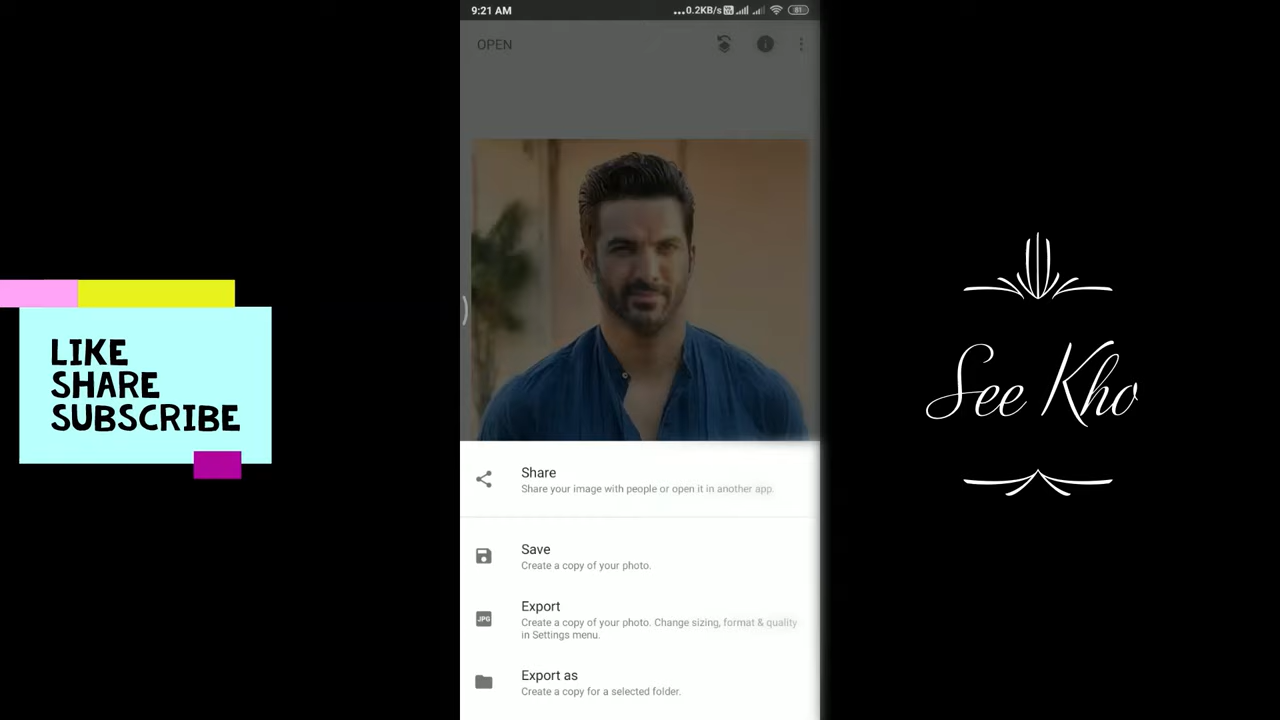 9:21 AM
...0.2KB/s
81
OPEN
LIKE
SHARE
SUBSCRIBE
See Kho
Share
Share your image with people or open it in another app.
Save
Create a copy of your photo.
JPG
Export
Create a copy of your photo. Change sizing, format & quality
in Settings menu.
Export as
Create a copy for a selected folder.